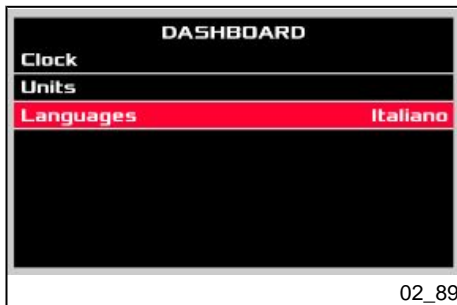 DASHBOARD
Clock
Units
Languages Italiano
02_89